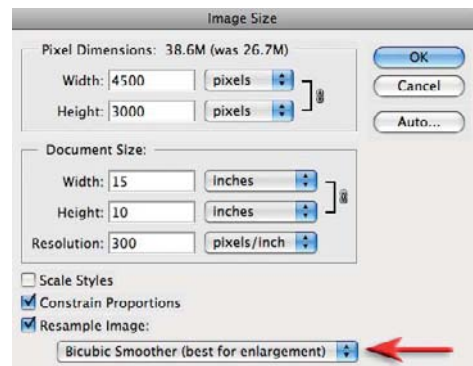 Image Size
Pixel Dimensions: 38.6M (was 26.7M)
Width: 4500 pixels
Height: 3000 pixels
OK
Cancel
Auto...
Document Size:
Width: 15 inches
Height: 10 inches
Resolution: 300 pixels/inch
Scale Styles
Constrain Proportions
Resample Image:
Bicubic Smoother (best for enlargement)